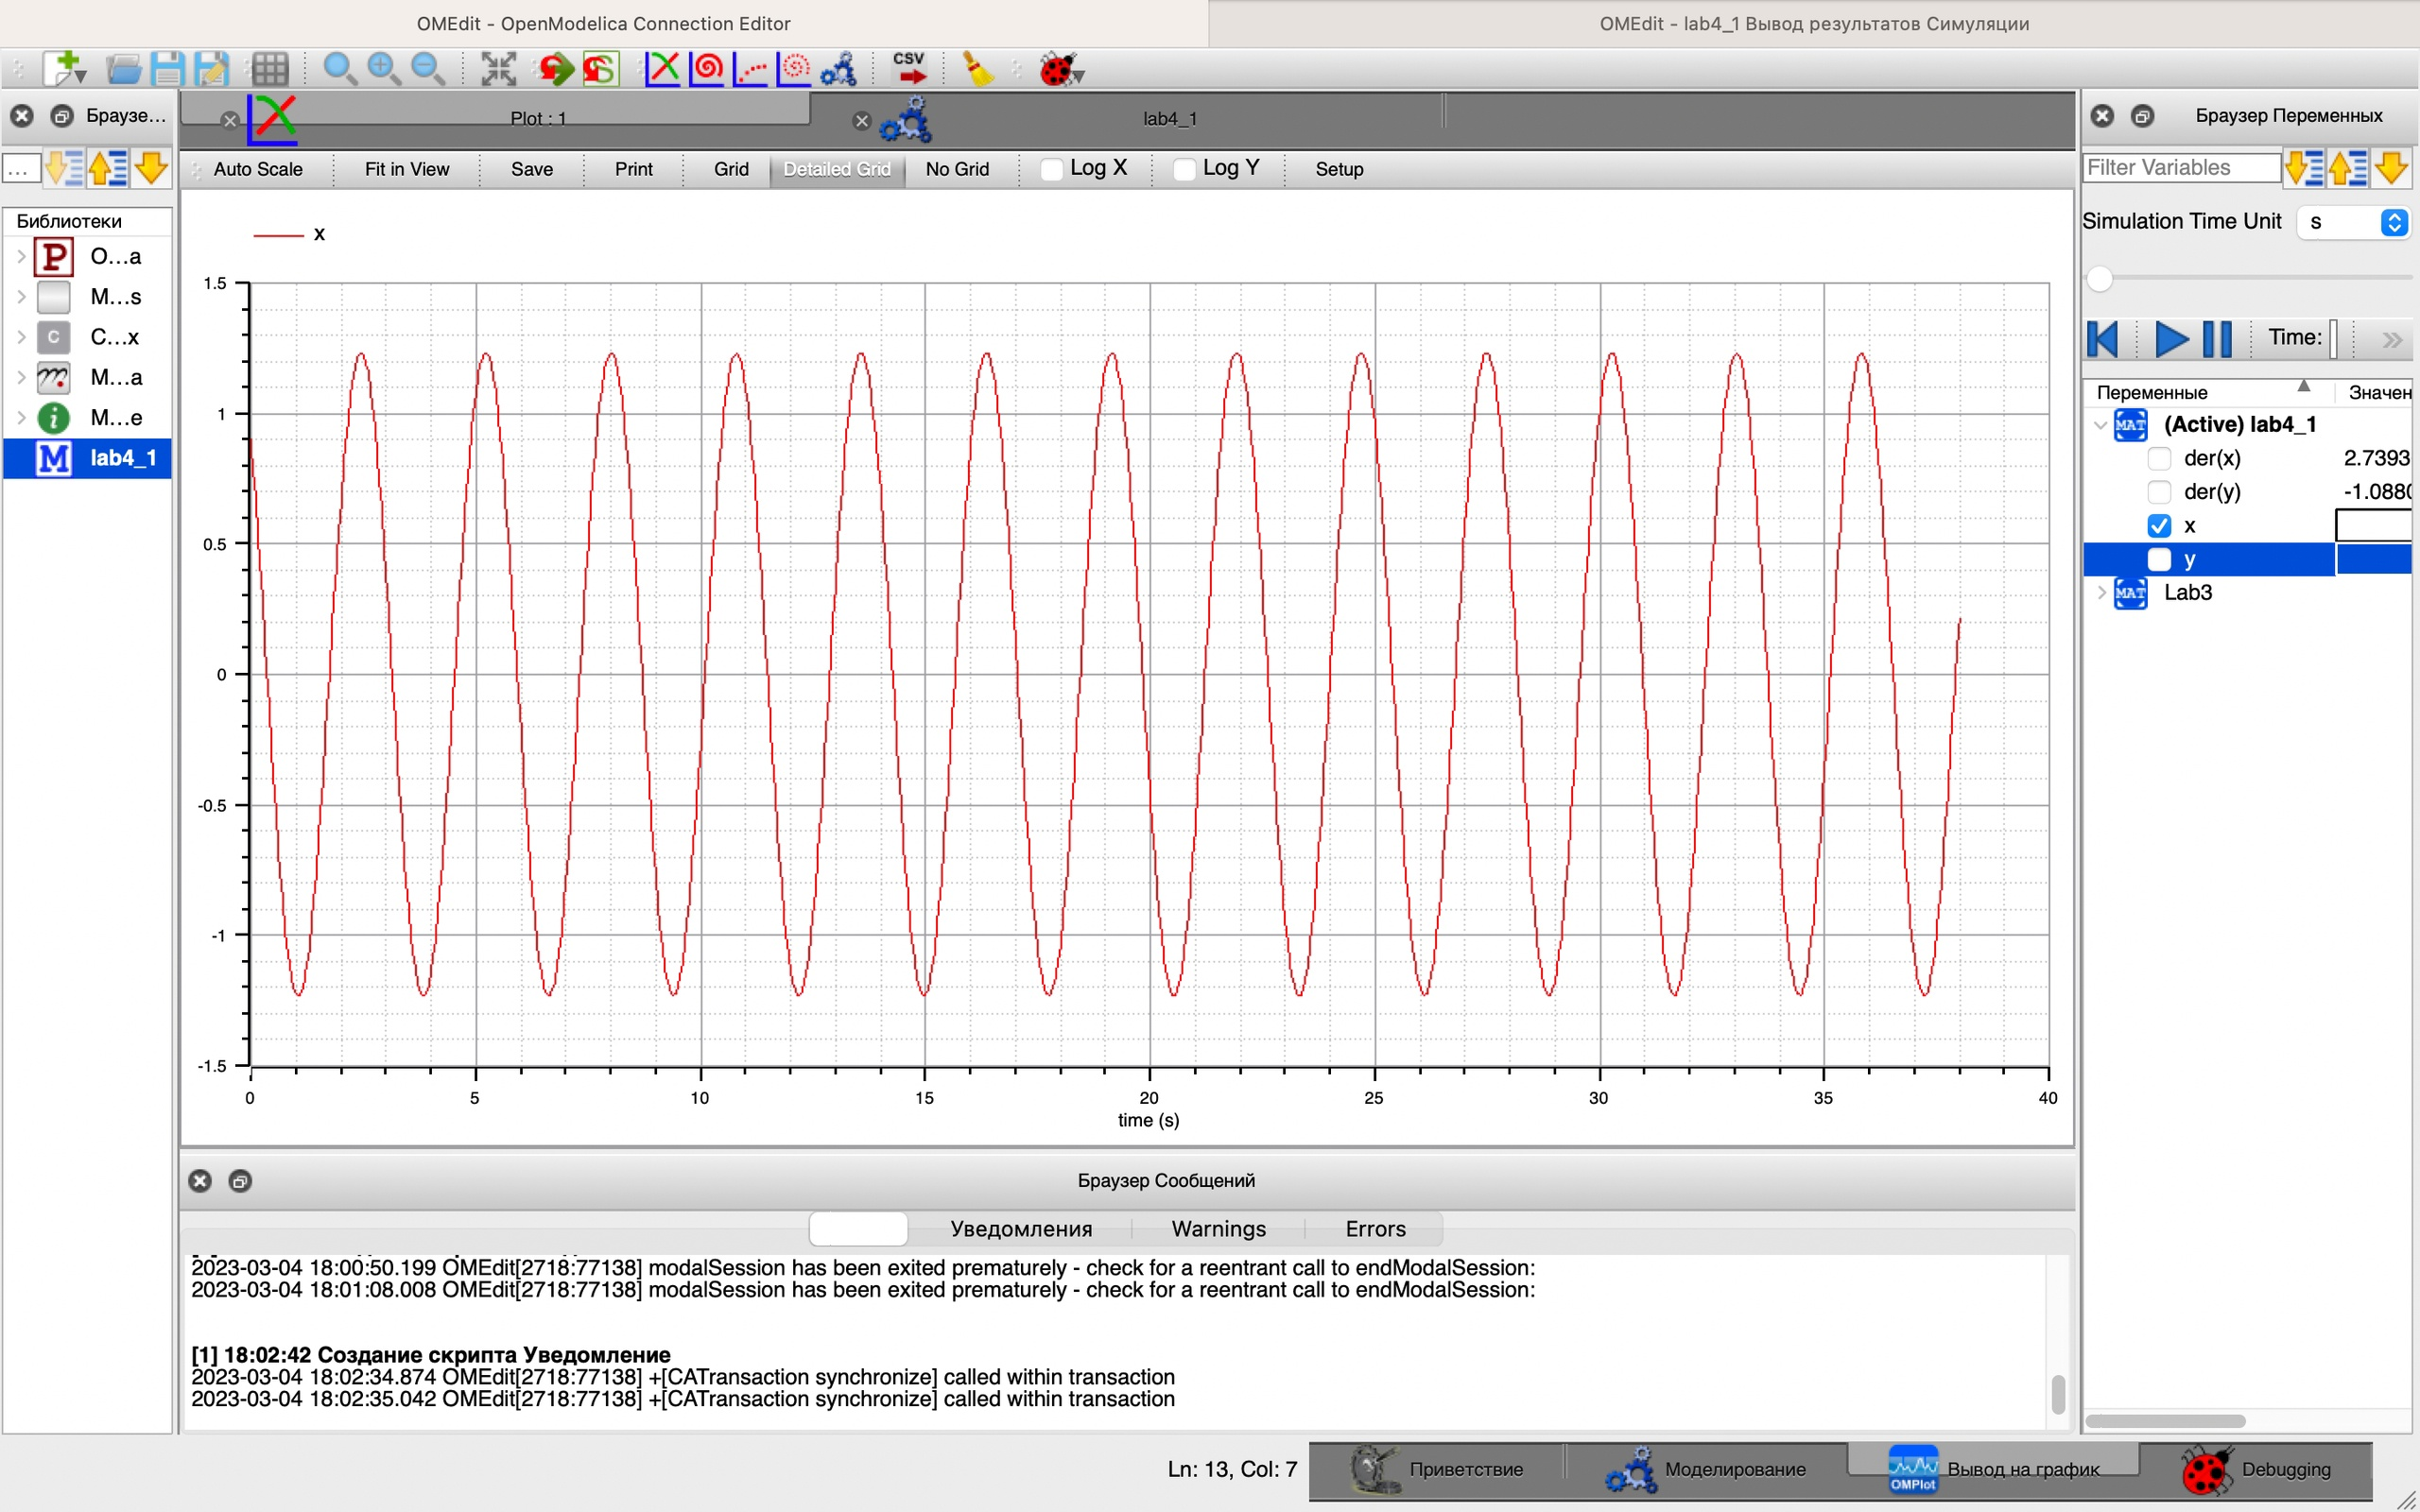 OMEdit - OpenModelica Connection Editor
OMEdit - lab4_1 Вывод результатов Симуляции
CSV
Браузе...
Plot : 1
lab4_1
Браузер Переменных
...
Auto Scale
Fit in View
Save
Print
Grid
Detailed Grid
No Grid
Log X
Log Y
Setup
Filter Variables
Библиотеки
P O...a
M...s
C C...x
M...a
i M...e
M lab4_1
Simulation Time Unit
s
Time:
»
Переменные
Значен
MAT (Active) lab4_1
der(x) 2.7393
der(y) -1.0880
x
y
MAT Lab3
x
1.5
1
0.5
0
-0.5
-1
-1.5
0 5 10 15 20 25 30 35 40
time (s)
Браузер Сообщений
Уведомления
Warnings
Errors
2023-03-04 18:00:50.199 OMEdit[2718:77138] modalSession has been exited prematurely - check for a reentrant call to endModalSession:
2023-03-04 18:01:08.008 OMEdit[2718:77138] modalSession has been exited prematurely - check for a reentrant call to endModalSession:
[1] 18:02:42 Создание скрипта Уведомление
2023-03-04 18:02:34.874 OMEdit[2718:77138] +[CATransaction synchronize] called within transaction
2023-03-04 18:02:35.042 OMEdit[2718:77138] +[CATransaction synchronize] called within transaction
Ln: 13, Col: 7
Приветствие
Моделирование
OMPlot
Вывод на график
Debugging